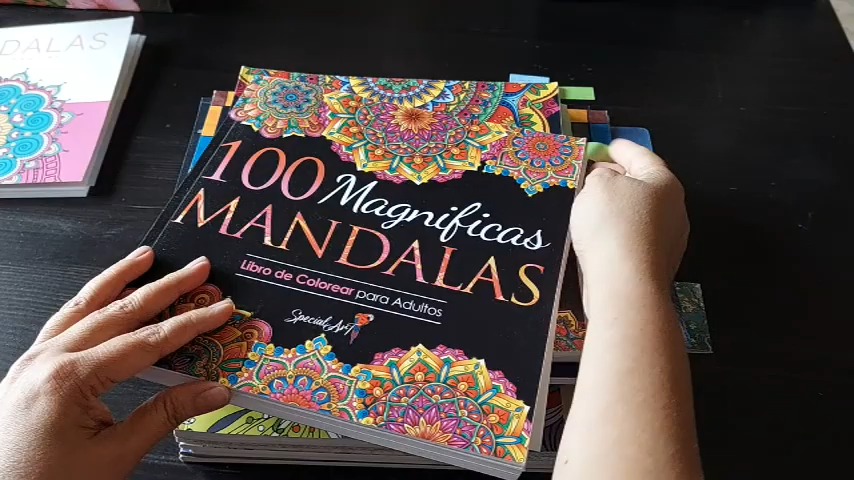 DALAS
100 Magníficas
MANDALAS
Libro de Colorear para Adultos
Special Art